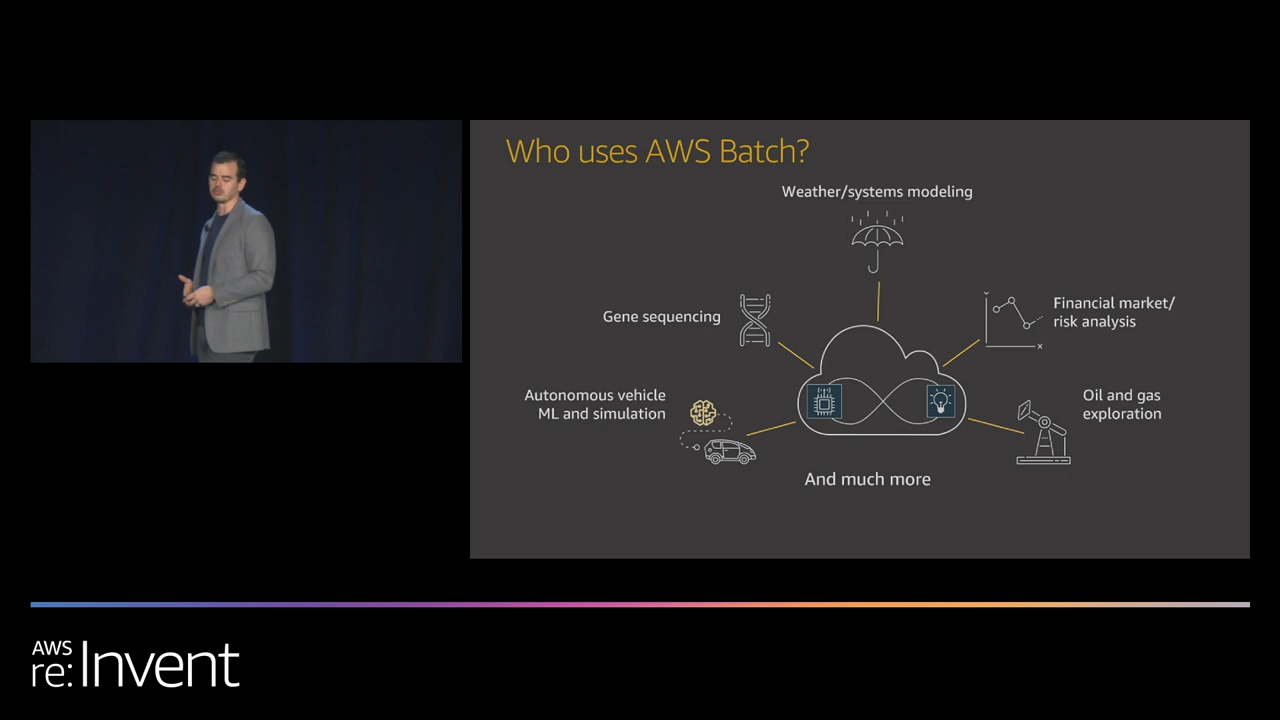 Who uses AWS Batch?
Weather/systems modeling
Gene sequencing
Financial market/
risk analysis
Autonomous vehicle
ML and simulation
Oil and gas
exploration
And much more
AWS
re:Invent